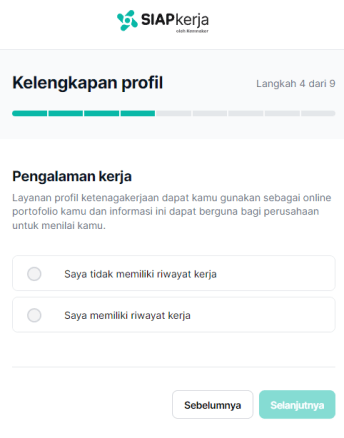 SIAPkerja
oleh Kemnaker
Kelengkapan profil
Langkah 4 dari 9
Pengalaman kerja
Layanan profil ketenagakerjaan dapat kamu gunakan sebagai online
portofolio kamu dan informasi ini dapat berguna bagi perusahaan
untuk menilai kamu.
Saya tidak memiliki riwayat kerja
Saya memiliki riwayat kerja
Sebelumnya
Selanjutnya